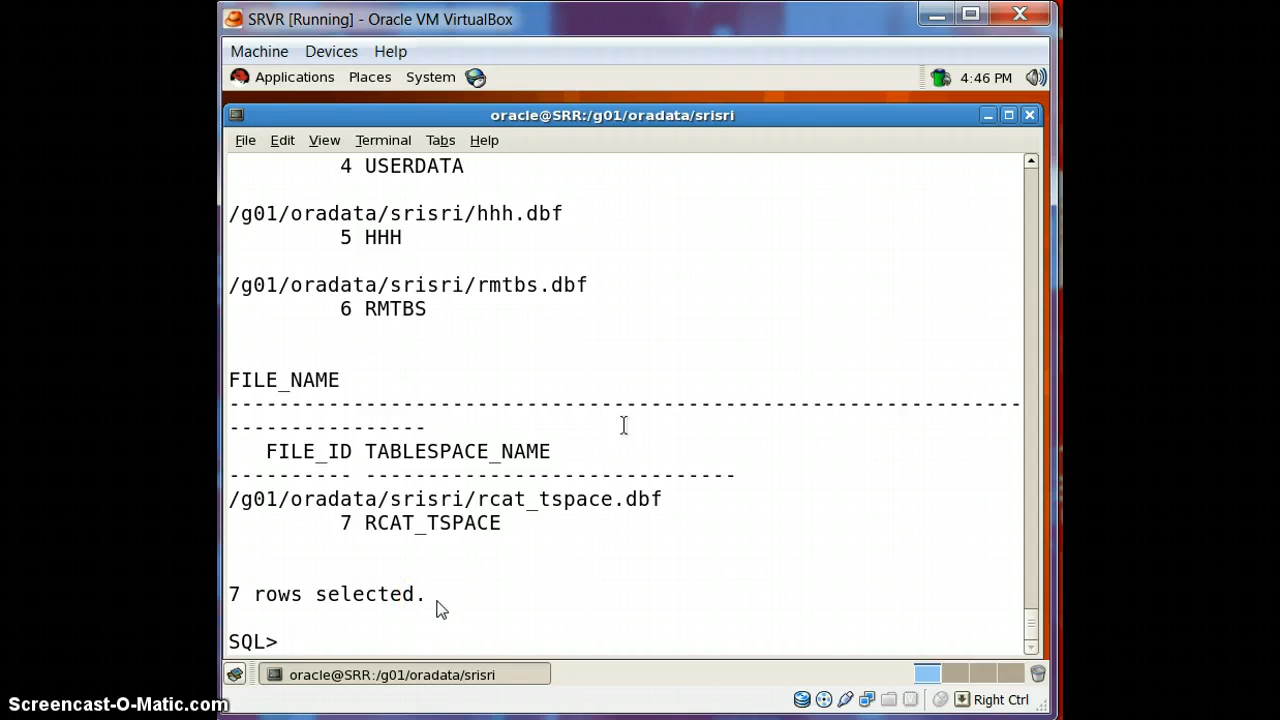 SRVR [Running] - Oracle VM VirtualBox
Machine Devices Help
Applications Places System 4:46 PM
oracle@SRR:/g01/oradata/srisri
File Edit View Terminal Tabs Help
4 USERDATA
/g01/oradata/srisri/hhh.dbf
5 HHH
/g01/oradata/srisri/rmtbs.dbf
6 RMTBS
FILE_NAME
--------------------------------------------------------------------------------
----------------
FILE_ID TABLESPACE_NAME
---------- ------------------------------
/g01/oradata/srisri/rcat_tspace.dbf
7 RCAT_TSPACE
7 rows selected.
SQL>
oracle@SRR:/g01/oradata/srisri
Right Ctrl
Screencast-O-Matic.com